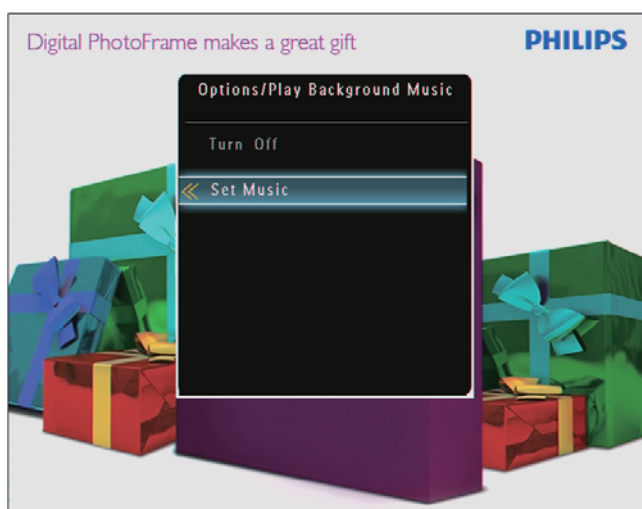 Digital PhotoFrame makes a great gift
PHILIPS
Options/Play Background Music
Turn Off
Set Music